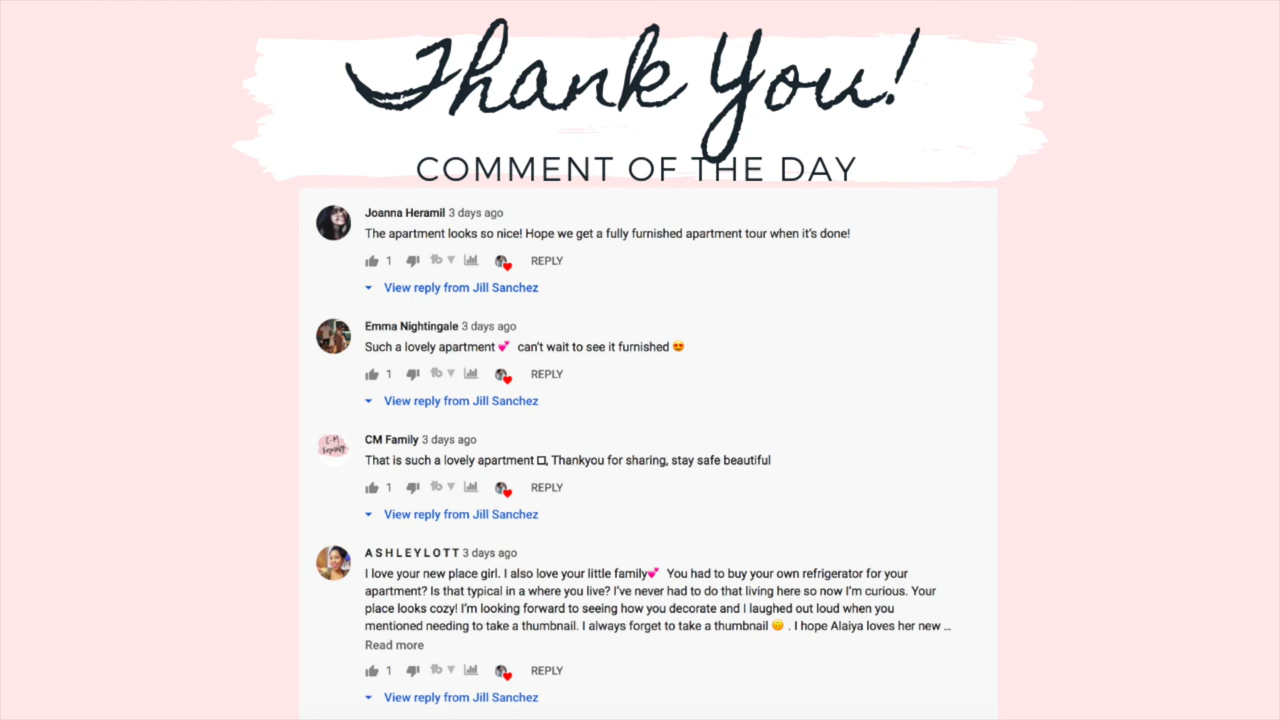 Thank You!
COMMENT OF THE DAY
Joanna Heramil 3 days ago
The apartment looks so nice! Hope we get a fully furnished apartment tour when it's done!
1 REPLY
View reply from Jill Sanchez
Emma Nightingale 3 days ago
Such a lovely apartment 💕 can't wait to see it furnished 😍
1 REPLY
View reply from Jill Sanchez
C-M Family
CM Family 3 days ago
That is such a lovely apartment □, Thankyou for sharing, stay safe beautiful
1 REPLY
View reply from Jill Sanchez
A S H L E Y L O T T 3 days ago
I love your new place girl. I also love your little family💕 You had to buy your own refrigerator for your
apartment? Is that typical in a where you live? I've never had to do that living here so now I'm curious. Your
place looks cozy! I'm looking forward to seeing how you decorate and I laughed out loud when you
mentioned needing to take a thumbnail. I always forget to take a thumbnail 🙃 . I hope Alaiya loves her new ...
Read more
1 REPLY
View reply from Jill Sanchez